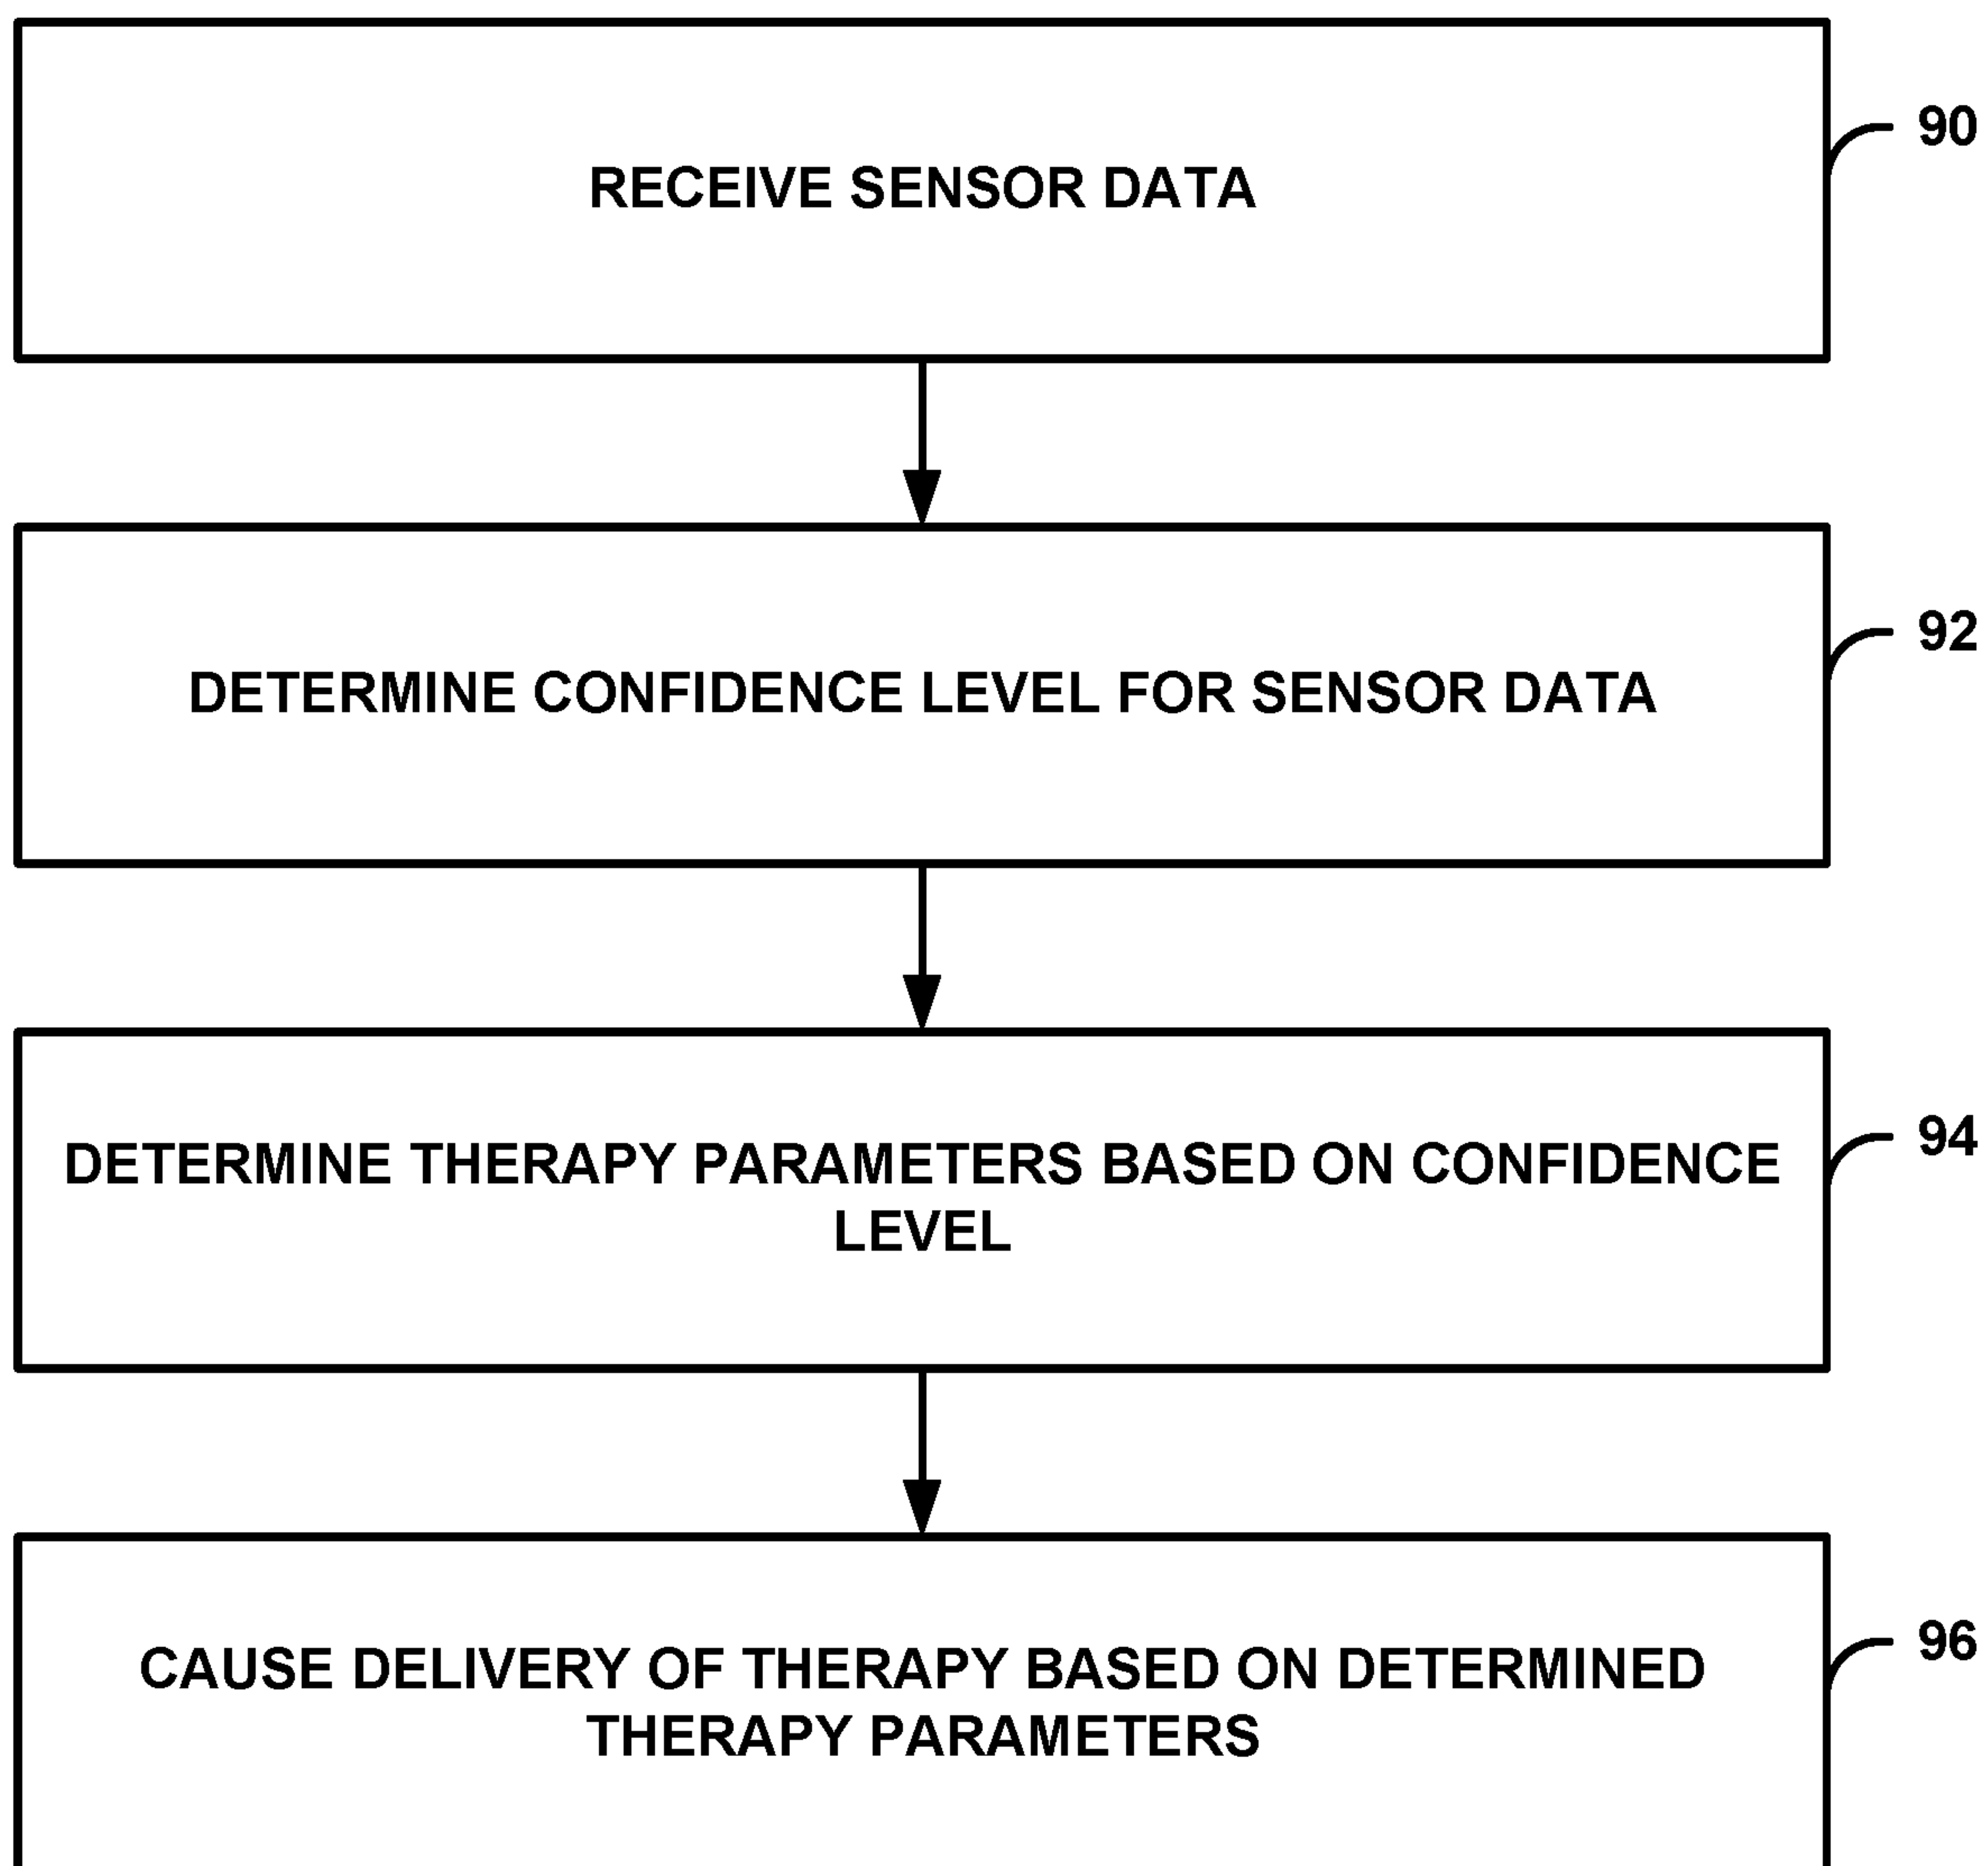 RECEIVE SENSOR DATA
90
DETERMINE CONFIDENCE LEVEL FOR SENSOR DATA
92
DETERMINE THERAPY PARAMETERS BASED ON CONFIDENCE
LEVEL
94
CAUSE DELIVERY OF THERAPY BASED ON DETERMINED
THERAPY PARAMETERS
96